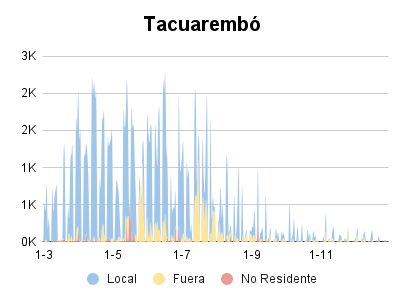 Tacuarembó
3K
2K
2K
1K
1K
0K
1-3 1-5 1-7 1-9 1-11
Local Fuera No Residente